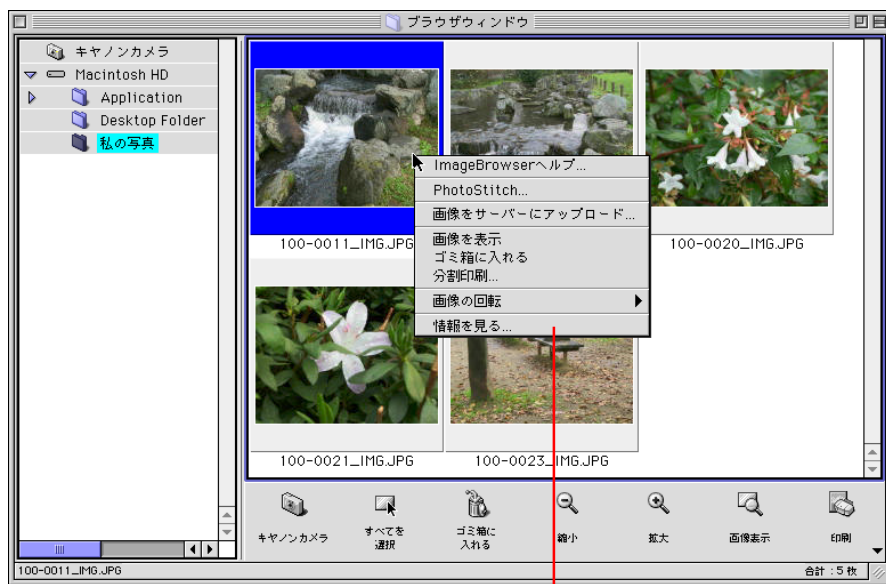 ブラウザウィンドウ
キヤノンカメラ
Macintosh HD
Application
Desktop Folder
私の写真
ImageBrowserヘルプ...
PhotoStitch...
画像をサーバーにアップロード...
画像を表示
ゴミ箱に入れる
分割印刷...
画像の回転
情報を見る...
100-0011_IMG.JPG
100-0020_IMG.JPG
100-0021_IMG.JPG
100-0023_IMG.JPG
キヤノンカメラ
すべてを
選択
ゴミ箱に
入れる
縮小
拡大
画像表示
印刷
100-0011_IMG.JPG
合計:5枚